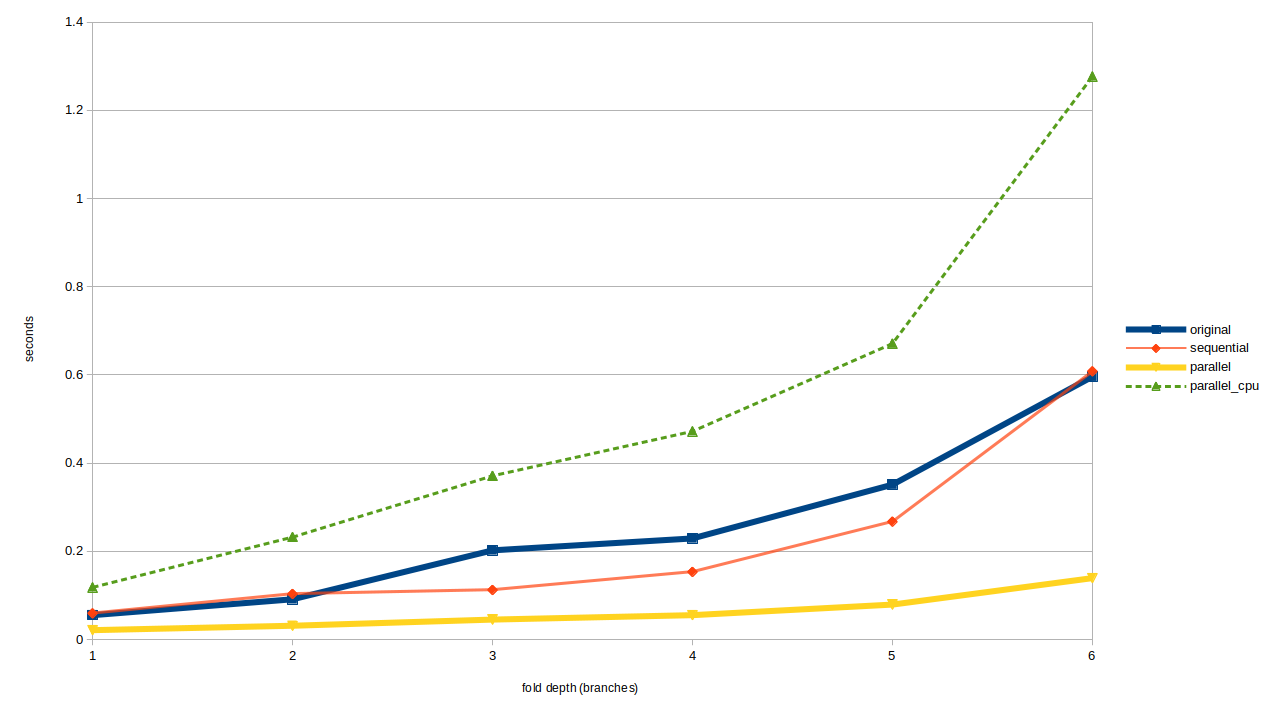 1.4
1.2
1
0.8
0.6
0.4
0.2
0
seconds
1 2 3 4 5 6
fold depth (branches)
original
sequential
parallel
parallel_cpu